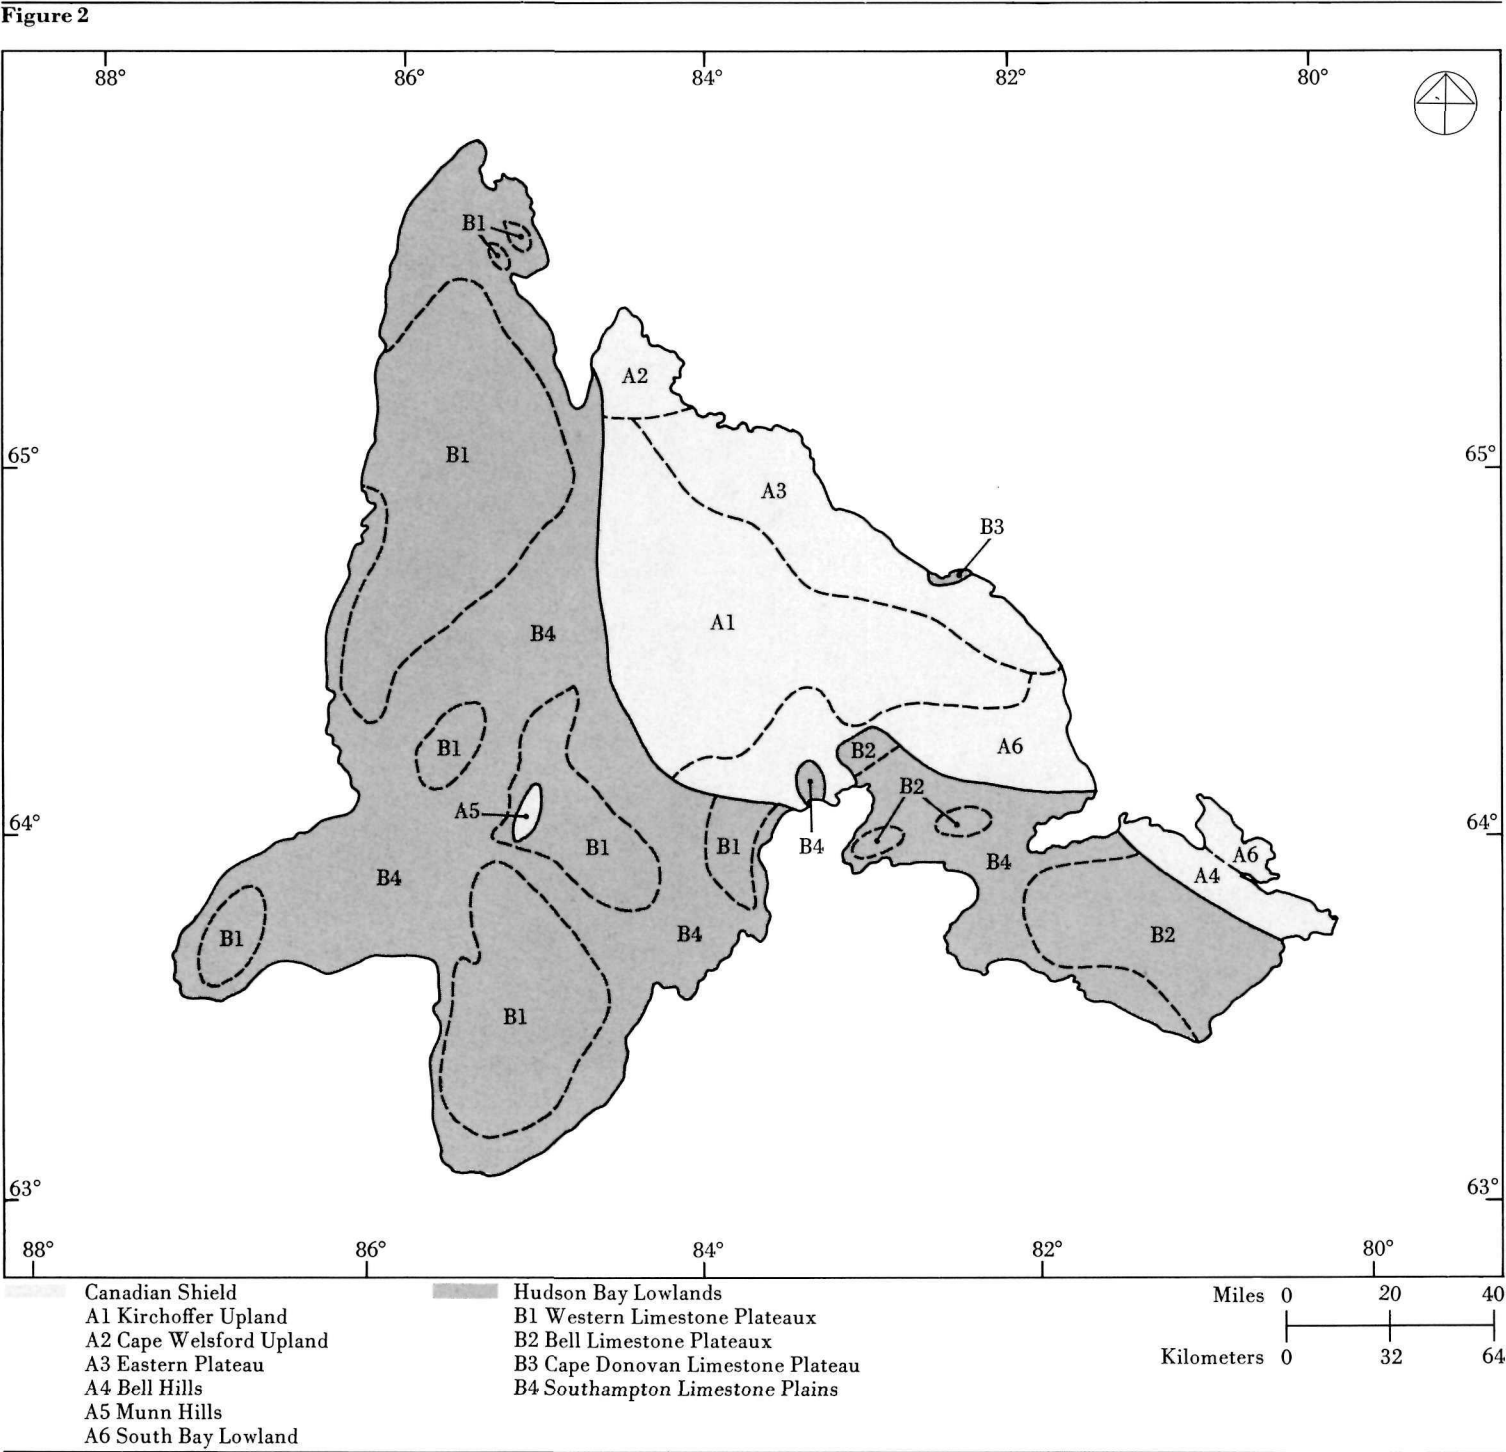 Figure 2
88° 86° 84° 82° 80°
B1
A2
B1
65° 65°
A3
B3
A1
B4
B1
A6
B2
B2
A5
64° 64°
B1
B1
B4
B4
A6
A4
B4
B1
B4
B2
B1
63° 63°
88° 86° 84° 82° 80°
Canadian Shield
A1 Kirchoffer Upland
A2 Cape Welsford Upland
A3 Eastern Plateau
A4 Bell Hills
A5 Munn Hills
A6 South Bay Lowland
Hudson Bay Lowlands
B1 Western Limestone Plateaux
B2 Bell Limestone Plateaux
B3 Cape Donovan Limestone Plateau
B4 Southampton Limestone Plains
Miles 0 20 40
Kilometers 0 32 64